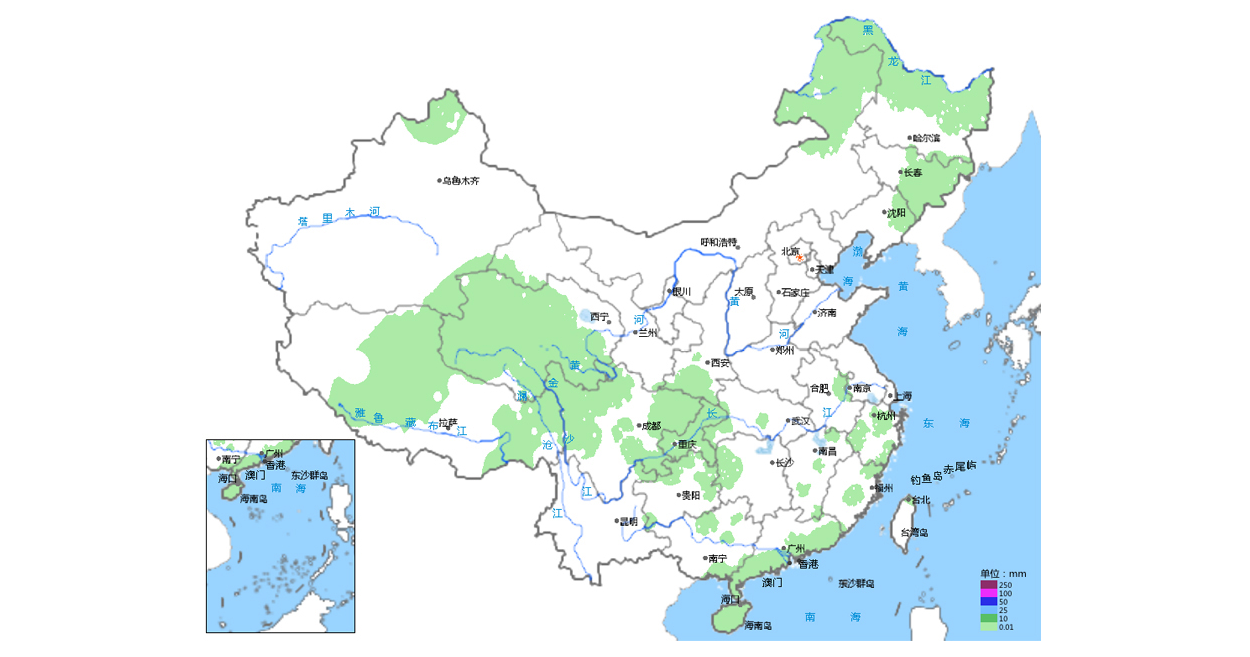 黑
龙
江
哈尔滨
长春
沈阳
乌鲁木齐
塔里木河
呼和浩特
北京
天津
渤
海
黄
海
银川
太原
石家庄
黄
河
济南
西宁
河
兰州
郑州
黄
西安
金
澜
合肥
南京
上海
雅鲁藏布江
拉萨
成都
长
武汉
江
杭州
东海
沧
沙
重庆
长沙
南昌
钓鱼岛
赤尾屿
江
贵阳
福州
台北
江
昆明
台湾岛
南宁
广州
香港
澳门
东沙群岛
海口
海南岛
南海
南宁
广州
香港
海口
澳门
东沙群岛
南海
海南岛
单位：mm
250
100
50
25
10
0.01